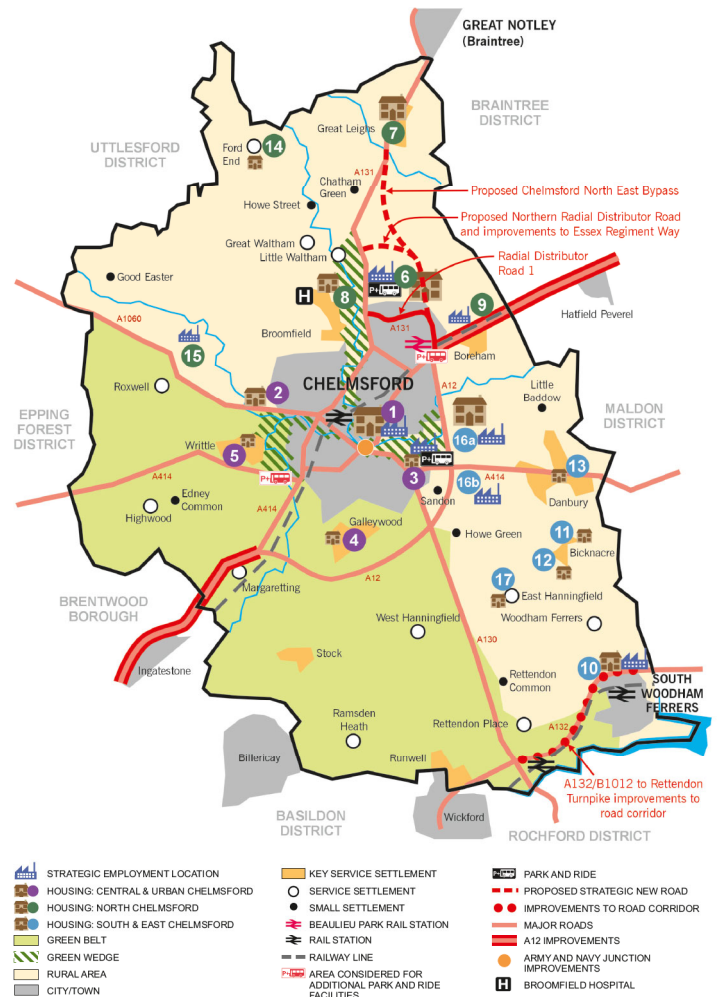 GREAT NOTLEY
(Braintree)
BRAINTREE
DISTRICT
Great Leighs
7
UTTLESFORD
DISTRICT
Ford
End
14
A131
Chatham
Green
Proposed Chelmsford North East Bypass
Howe Street
Proposed Northern Radial Distributor Road
and improvements to Essex Regiment Way
Great Waltham
Little Waltham
Radial Distributor
Road 1
Good Easter
6
P+
H
8
9
Hatfield Peverel
A1060
A131
Broomfield
Boreham
P+
15
A12
Little
Baddow
Roxwell
2
CHELMSFORD
1
MALDON
DISTRICT
EPPING
FOREST
DISTRICT
Writtle
5
16a
P+
13
A414
P+
3
16b
A414
Sandon
Danbury
Edney
Common
Highwood
A414
Galleywood
4
Howe Green
11
Bicknacre
12
A12
17
Margaretting
East Hanningfield
BRENTWOOD
BOROUGH
West Hanningfield
Woodham Ferrers
A130
Stock
10
Ingatestone
SOUTH
WOODHAM
FERRERS
Rettendon
Common
Ramsden
Heath
Rettendon Place
A132
Billericay
Runwell
A132/B1012 to Rettendon
Turnpike improvements to
road corridor
BASILDON
DISTRICT
Wickford
ROCHFORD DISTRICT
STRATEGIC EMPLOYMENT LOCATION
HOUSING: CENTRAL & URBAN CHELMSFORD
HOUSING: NORTH CHELMSFORD
HOUSING: SOUTH & EAST CHELMSFORD
GREEN BELT
GREEN WEDGE
RURAL AREA
CITY/TOWN
KEY SERVICE SETTLEMENT
SERVICE SETTLEMENT
SMALL SETTLEMENT
BEAULIEU PARK RAIL STATION
RAIL STATION
RAILWAY LINE
P+ AREA CONSIDERED FOR
ADDITIONAL PARK AND RIDE
FACILITIES
P+ PARK AND RIDE
PROPOSED STRATEGIC NEW ROAD
IMPROVEMENTS TO ROAD CORRIDOR
MAJOR ROADS
A12 IMPROVEMENTS
ARMY AND NAVY JUNCTION
IMPROVEMENTS
H BROOMFIELD HOSPITAL